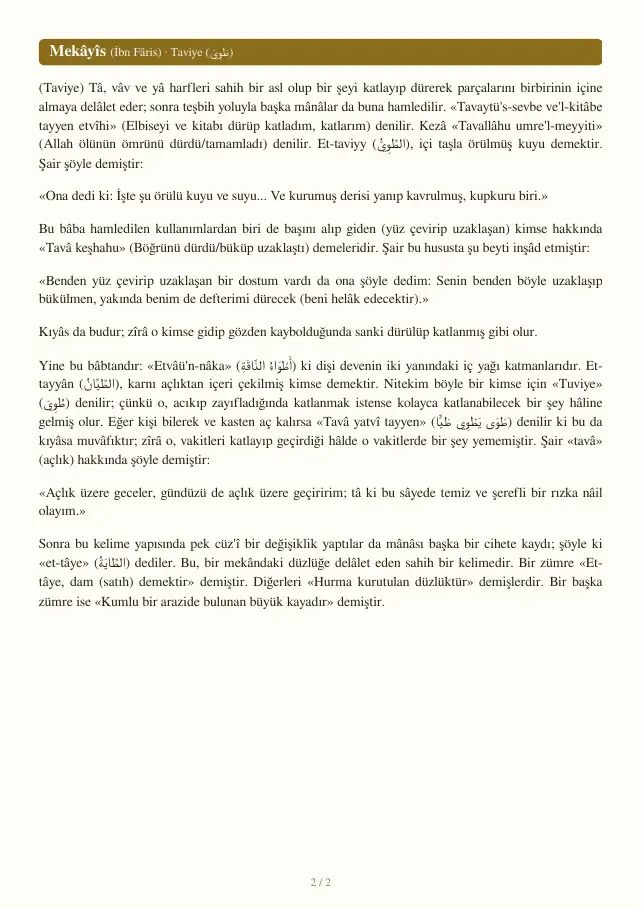 Mekâyîs (İbn Fâris) · Taviye (طَوِيَ)
(Taviye) Tâ, vâv ve yâ harfleri sahih bir asl olup bir şeyi katlayıp dürerek parçalarını birbirinin içine
almaya delâlet eder; sonra teşbih yoluyla başka mânâlar da buna hamledilir. «Tavaytü's-sevbe ve'l-kitâbe
tayyen etvîhi» (Elbiseyi ve kitabı dürüp katladım, katlarım) denilir. Kezâ «Tavallâhu umre'l-meyyiti»
(Allah ölünün ömrünü dürdü/tamamladı) denilir. Et-taviyy (الطَّوِيُّ), içi taşla örülmüş kuyu demektir.
Şair şöyle demiştir:
«Ona dedi ki: İşte şu örülü kuyu ve suyu... Ve kurumuş derisi yanıp kavrulmuş, kupkuru biri.»
Bu bâba hamledilen kullanımlardan biri de başını alıp giden (yüz çevirip uzaklaşan) kimse hakkında
«Tavâ keşhahu» (Böğrünü dürdü/büküp uzaklaştı) demeleridir. Şair bu hususta şu beyti inşâd etmiştir:
«Benden yüz çevirip uzaklaşan bir dostum vardı da ona şöyle dedim: Senin benden böyle uzaklaşıp
bükülmen, yakında benim de defterimi dürecek (beni helâk edecektir).»
Kıyâs da budur; zîrâ o kimse gidip gözden kaybolduğunda sanki dürülüp katlanmış gibi olur.
Yine bu bâbtandır: «Etvâü'n-nâka» (أَطْوَاءُ النَّاقَةِ) ki dişi devenin iki yanındaki iç yağı katmanlarıdır. Et-
tayyân (الطَّيَّانُ), karnı açlıktan içeri çekilmiş kimse demektir. Nitekim böyle bir kimse için «Tuviye»
(طُوِيَ) denilir; çünkü o, acıkıp zayıfladığında katlanmak istense kolayca katlanabilecek bir şey hâline
gelmiş olur. Eğer kişi bilerek ve kasten aç kalırsa «Tavâ yatvî tayyen» (طَوَى يَطْوِي طَيًّا) denilir ki bu da
kıyâsa muvâfıktır; zîrâ o, vakitleri katlayıp geçirdiği hâlde o vakitlerde bir şey yememiştir. Şair «tavâ»
(açlık) hakkında şöyle demiştir:
«Açlık üzere geceler, gündüzü de açlık üzere geçiririm; tâ ki bu sâyede temiz ve şerefli bir rızka nâil
olayım.»
Sonra bu kelime yapısında pek cüz'î bir değişiklik yaptılar da mânâsı başka bir cihete kaydı; şöyle ki
«et-tâye» (الطَّايَةُ) dediler. Bu, bir mekândaki düzlüğe delâlet eden sahih bir kelimedir. Bir zümre «Et-
tâye, dam (satıh) demektir» demiştir. Diğerleri «Hurma kurutulan düzlüktür» demişlerdir. Bir başka
zümre ise «Kumlu bir arazide bulunan büyük kayadır» demiştir.
2 / 2